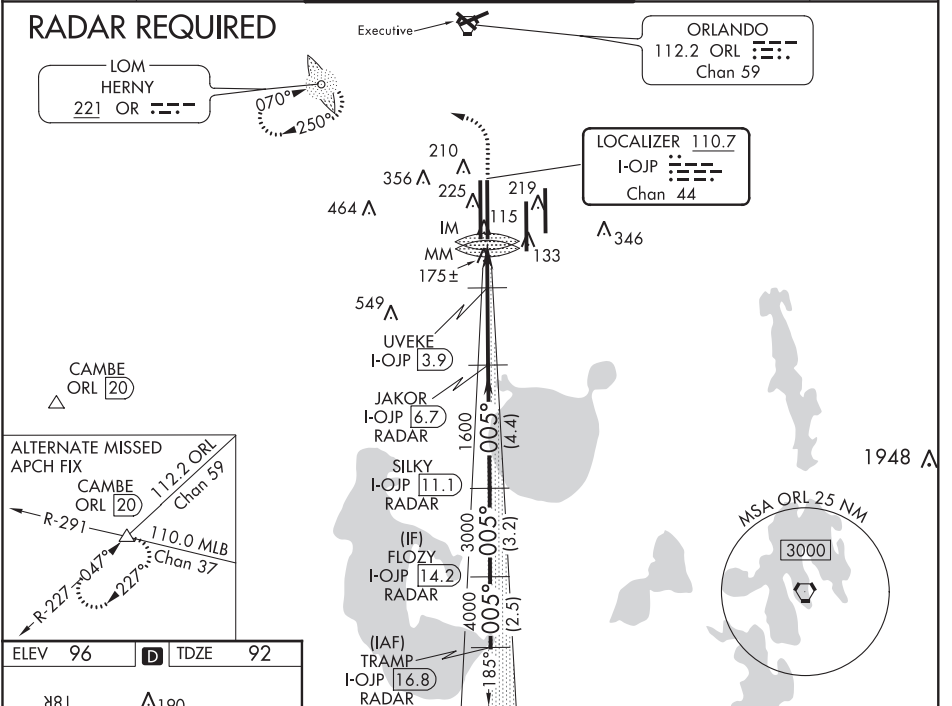 RADAR REQUIRED
Executive
ORLANDO
112.2 ORL
Chan 59
LOM
HERNY
221 OR
070°
250°
LOCALIZER 110.7
I-OJP
Chan 44
210
356
225
219
464
115
IM
346
MM
133
175±
549
UVEKE
I-OJP 3.9
CAMBE
ORL 20
JAKOR
I-OJP 6.7
RADAR
1600
005°
(4.4)
ALTERNATE MISSED
APCH FIX
CAMBE
ORL 20
112.2 ORL
Chan 59
R-291
110.0 MLB
Chan 37
047°
227°
R-227
SILKY
I-OJP 11.1
RADAR
3000
005°
(3.2)
1948
MSA ORL 25 NM
3000
(IF)
FLOZY
I-OJP 14.2
RADAR
4000
005°
(2.5)
(IAF)
TRAMP
I-OJP 16.8
RADAR
185°
ELEV 96 D TDZE 92
18L
190